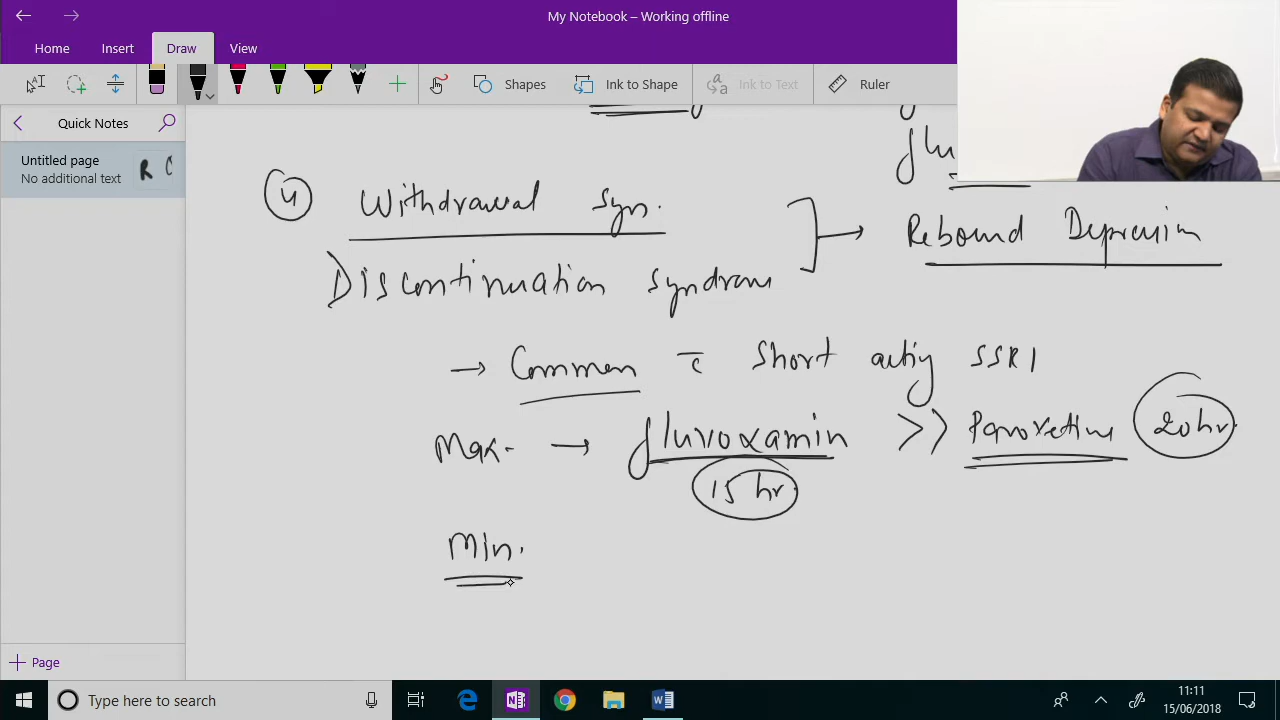 My Notebook – Working offline
Home Insert Draw View
Shapes Ink to Shape Ink to Text Ruler
Quick Notes
Untitled page
No additional text R C
flu
4 Withdrawal syn.
Rebound Depression
Discontinuation syndrome
→ Common c̄ short acting SSRI
Max. → fluvoxamin >> Paroxetine 20hr
15 hr
Min.
+ Page
Type here to search
11:11
15/06/2018